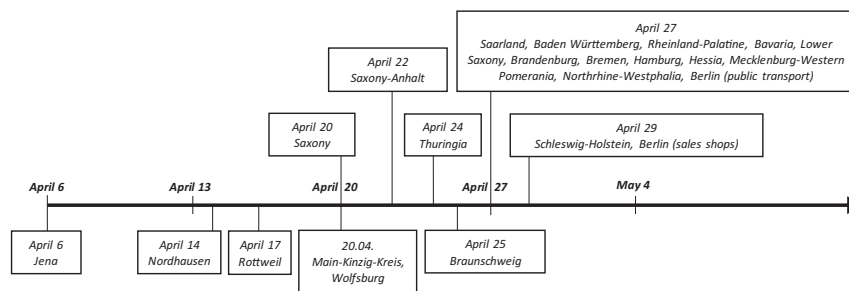 April 27
Saarland, Baden Württemberg, Rheinland-Palatine, Bavaria, Lower
Saxony, Brandenburg, Bremen, Hamburg, Hessia, Mecklenburg-Western
Pomerania, Northrhine-Westphalia, Berlin (public transport)
April 22
Saxony-Anhalt
April 20
Saxony
April 24
Thuringia
April 29
Schleswig-Holstein, Berlin (sales shops)
April 6
April 13
April 20
April 27
May 4
April 6
Jena
April 14
Nordhausen
April 17
Rottweil
20.04.
Main-Kinzig-Kreis,
Wolfsburg
April 25
Braunschweig